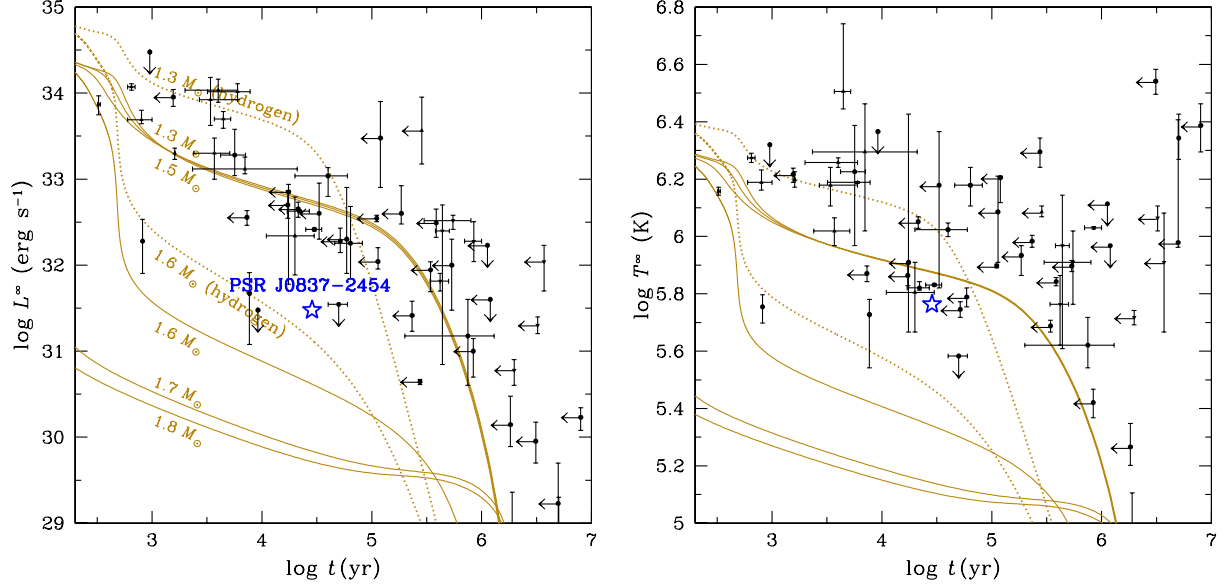 35
34
33
32
31
30
29
log L∞ (erg s⁻¹)
1.3 M⊙ (hydrogen)
1.3 M⊙
1.5 M⊙
PSR J0837−2454
1.6 M⊙ (hydrogen)
1.6 M⊙
1.7 M⊙
1.8 M⊙
3 4 5 6 7
log t (yr)
6.8
6.6
6.4
6.2
6
5.8
5.6
5.4
5.2
5
log T∞ (K)
3 4 5 6 7
log t (yr)